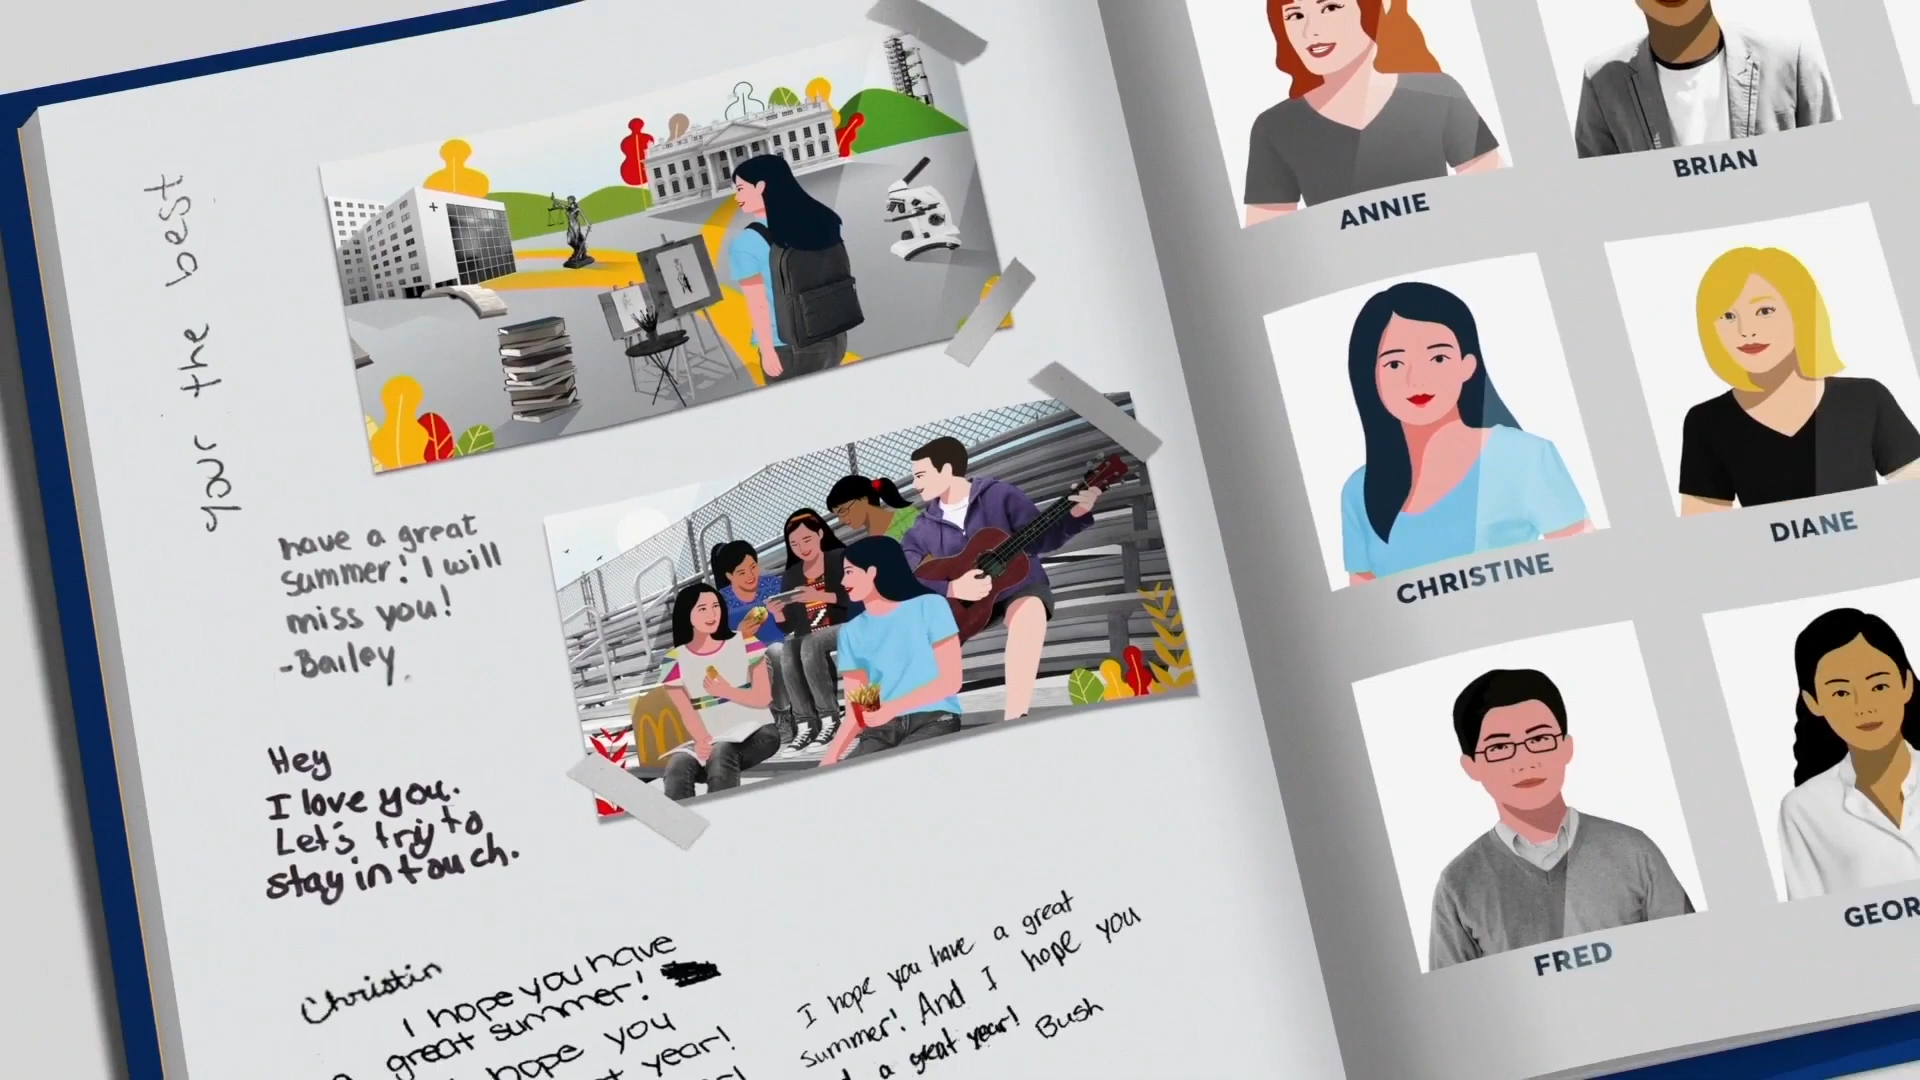 your the best
have a great
summer! I will
miss you!
-Bailey
Hey
I love you.
Let's try to
stay in touch.
Christin
I hope you have
great summer!
hope you
year!
I hope you have a great
summer! And I hope you
a great year! Bush
ANNIE
BRIAN
CHRISTINE
DIANE
FRED
GEOR